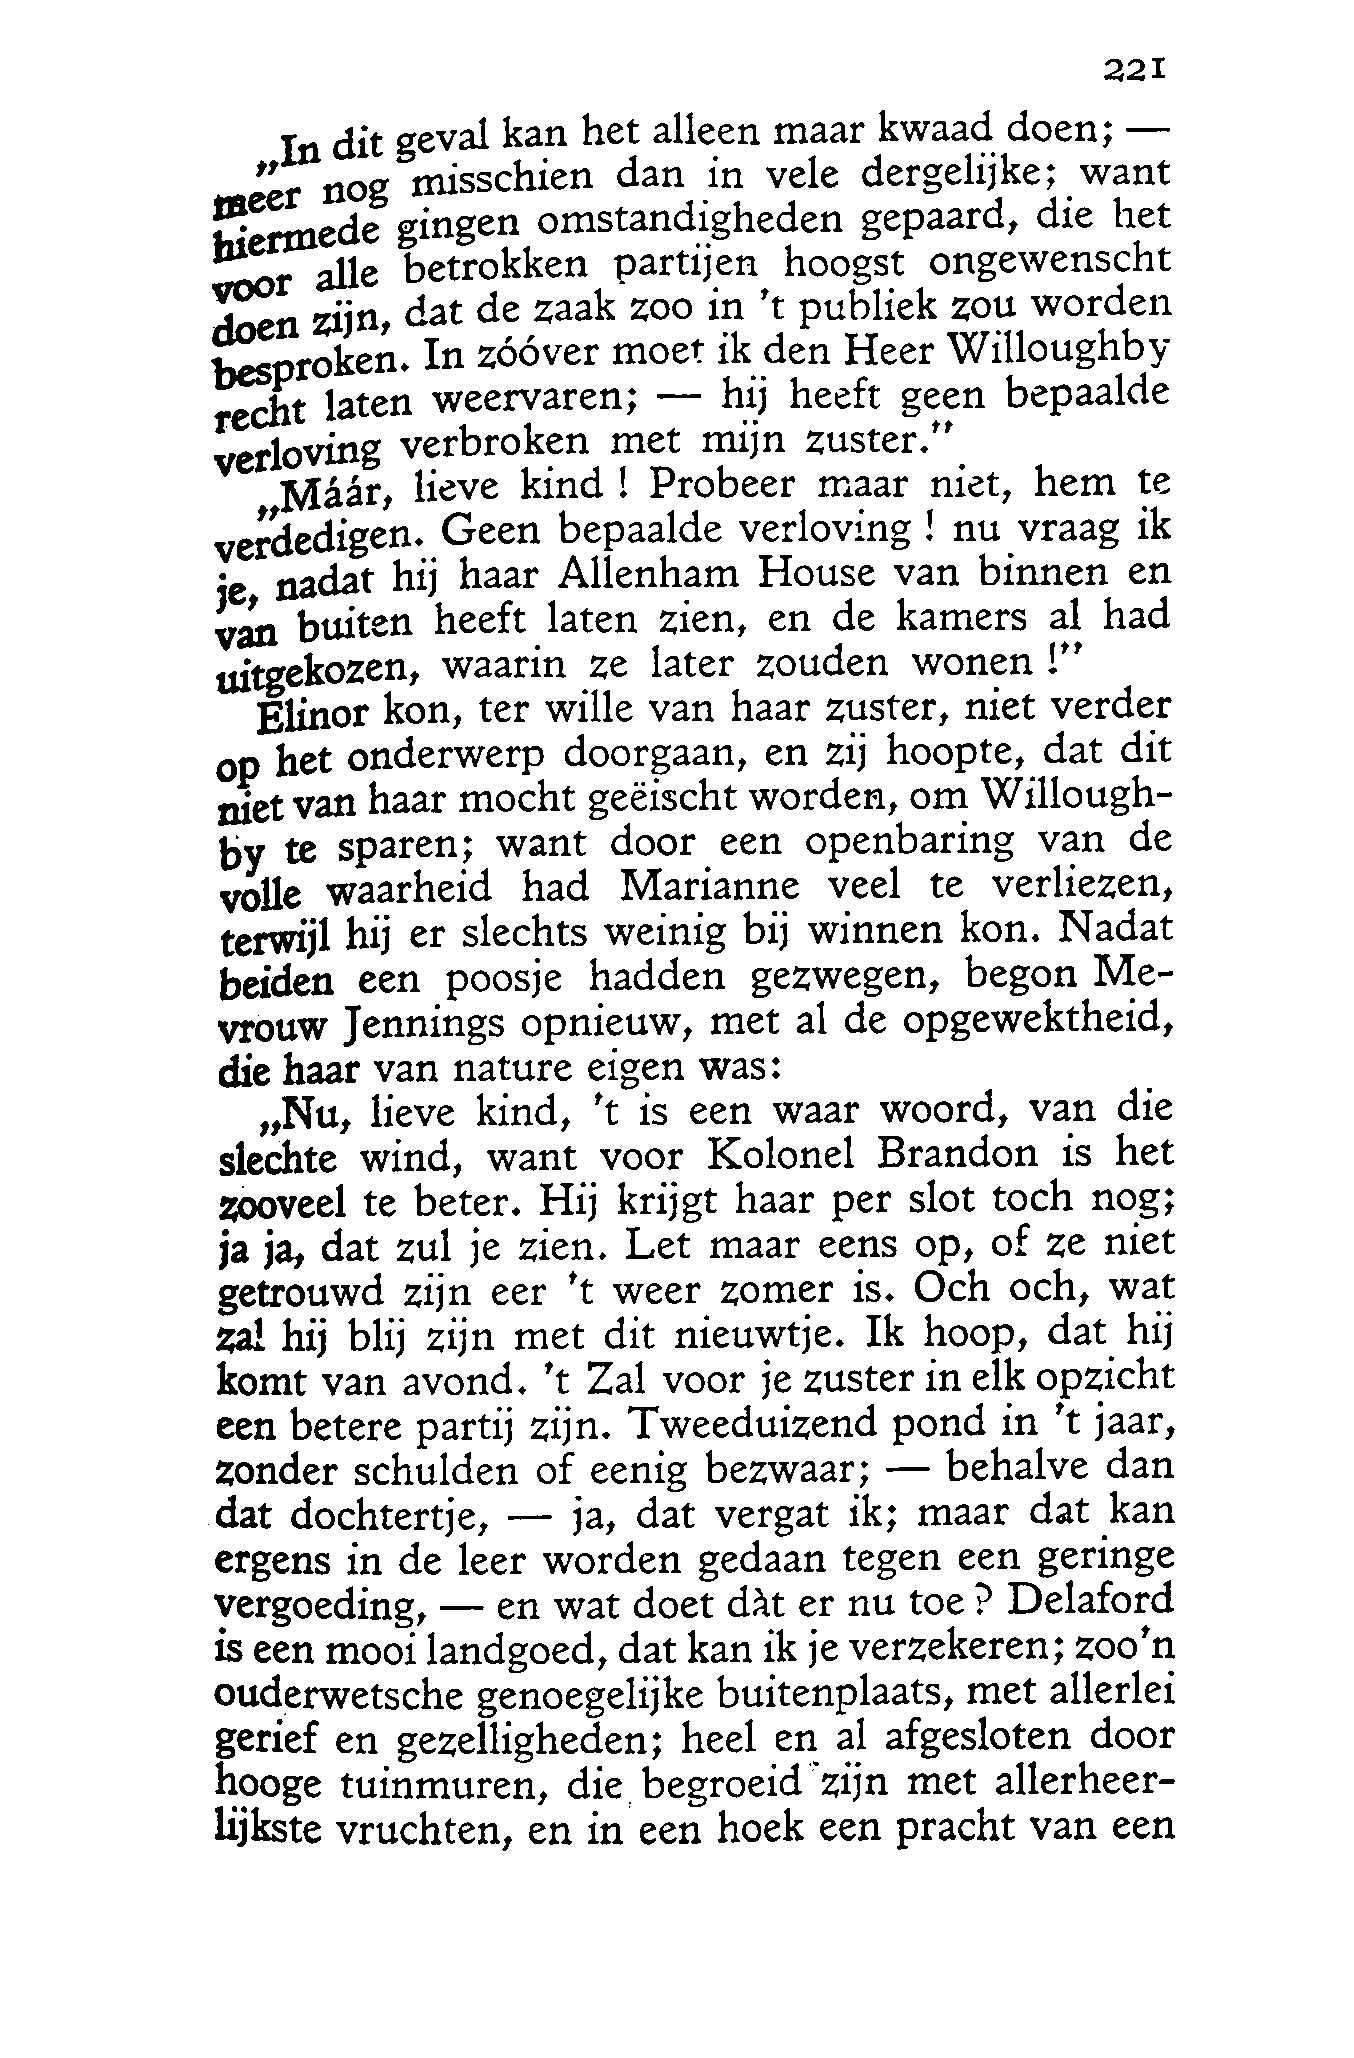 221
„In dit geval kan het alleen maar kwaad doen; —
meer nog misschien dan in vele dergelijke; want
hiermede gingen omstandigheden gepaard, die het
voor alle betrokken partijen hoogst ongewenscht
doen zijn, dat de zaak zoo in 't publiek zou worden
besproken. In zóóver moet ik den Heer Willoughby
recht laten weervaren; — hij heeft geen bepaalde
verloving verbroken met mijn zuster."
„Máár, lieve kind ! Probeer maar niet, hem te
verdedigen. Geen bepaalde verloving ! nu vraag ik
je, nadat hij haar Allenham House van binnen en
van buiten heeft laten zien, en de kamers al had
uitgekozen, waarin ze later zouden wonen !"
Elinor kon, ter wille van haar zuster, niet verder
op het onderwerp doorgaan, en zij hoopte, dat dit
niet van haar mocht geëischt worden, om Willough-
by te sparen; want door een openbaring van de
volle waarheid had Marianne veel te verliezen,
terwijl hij er slechts weinig bij winnen kon. Nadat
beiden een poosje hadden gezwegen, begon Me-
vrouw Jennings opnieuw, met al de opgewektheid,
die haar van nature eigen was:
„Nu, lieve kind, 't is een waar woord, van die
slechte wind, want voor Kolonel Brandon is het
zooveel te beter. Hij krijgt haar per slot toch nog;
ja ja, dat zul je zien. Let maar eens op, of ze niet
getrouwd zijn eer 't weer zomer is. Och och, wat
zal hij blij zijn met dit nieuwtje. Ik hoop, dat hij
komt van avond. 't Zal voor je zuster in elk opzicht
een betere partij zijn. Tweeduizend pond in 't jaar,
zonder schulden of eenig bezwaar; — behalve dan
dat dochtertje, — ja, dat vergat ik; maar dat kan
ergens in de leer worden gedaan tegen een geringe
vergoeding, — en wat doet dàt er nu toe ? Delaford
is een mooi landgoed, dat kan ik je verzekeren; zoo'n
ouderwetsche genoegelijke buitenplaats, met allerlei
gerief en gezelligheden; heel en al afgesloten door
hooge tuinmuren, die begroeid zijn met allerheer-
lijkste vruchten, en in een hoek een pracht van een